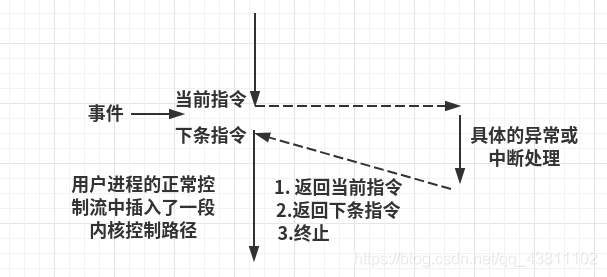 当前指令
事件
下条指令
具体的异常或
中断处理
用户进程的正常控
制流中插入了一段
内核控制路径
1. 返回当前指令
2.返回下条指令
3.终止
https://blog.csdn.net/qq_43811102